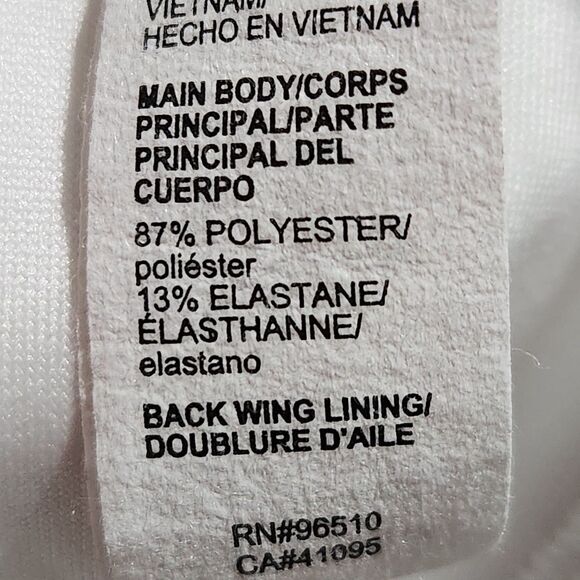 VIETNAM/
HECHO EN VIETNAM
MAIN BODY/CORPS
PRINCIPAL/PARTE
PRINCIPAL DEL
CUERPO
87% POLYESTER/
poliéster
13% ELASTANE/
ÉLASTHANNE/
elastano
BACK WING LINING/
DOUBLURE D'AILE
RN#96510
CA#41095